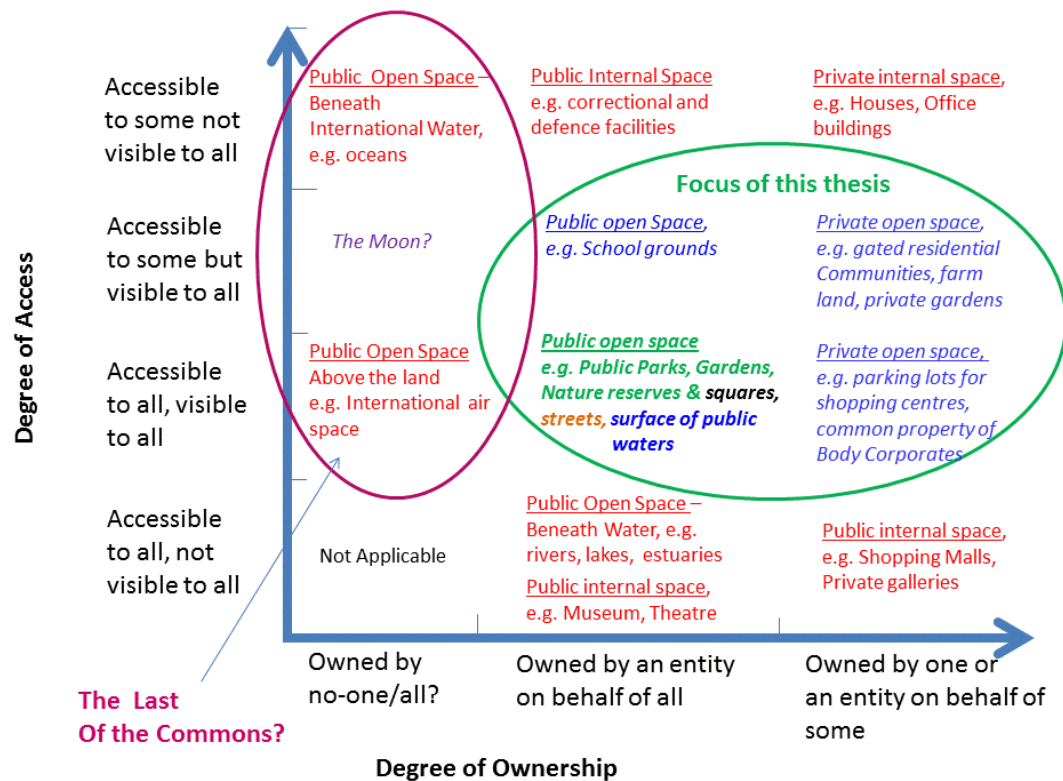 Degree of Access
Accessible
to some not
visible to all
Public Open Space –
Beneath
International Water,
e.g. oceans
Public Internal Space
e.g. correctional and
defence facilities
Private internal space,
e.g. Houses, Office
buildings
Focus of this thesis
Accessible
to some but
visible to all
The Moon?
Public open Space,
e.g. School grounds
Private open space,
e.g. gated residential
Communities, farm
land, private gardens
Accessible
to all, visible
to all
Public Open Space
Above the land
e.g. International air
space
Public open space
e.g. Public Parks, Gardens,
Nature reserves & squares,
streets, surface of public
waters
Private open space,
e.g. parking lots for
shopping centres,
common property of
Body Corporates
Accessible
to all, not
visible to all
Not Applicable
Public Open Space –
Beneath Water, e.g.
rivers, lakes, estuaries
Public internal space,
e.g. Museum, Theatre
Public internal space,
e.g. Shopping Malls,
Private galleries
Owned by
no-one/all?
Owned by an entity
on behalf of all
Owned by one or
an entity on behalf of
some
The Last
Of the Commons?
Degree of Ownership